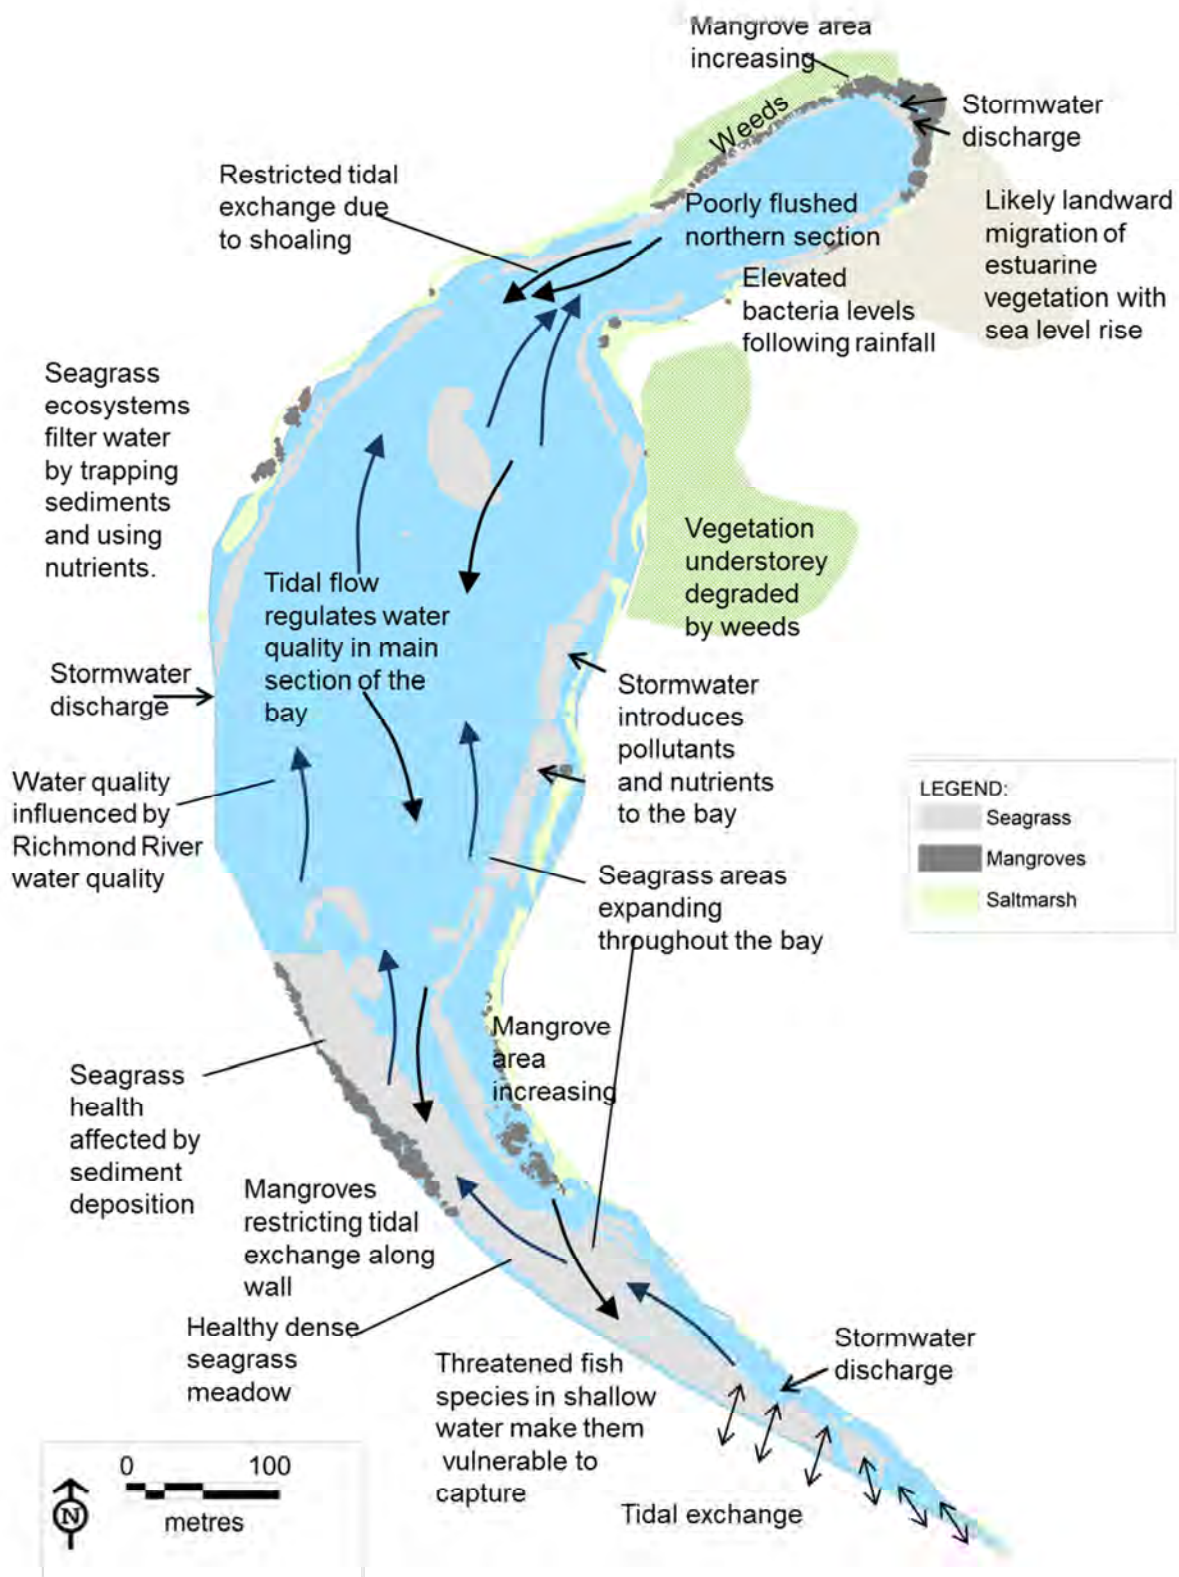 Mangrove area
increasing
Weeds
Stormwater
discharge
Restricted tidal
exchange due
to shoaling
Poorly flushed
northern section
Likely landward
migration of
estuarine
vegetation with
sea level rise
Elevated
bacteria levels
following rainfall
Seagrass
ecosystems
filter water
by trapping
sediments
and using
nutrients.
Vegetation
understorey
degraded
by weeds
Tidal flow
regulates water
quality in main
section of the
bay
Stormwater
discharge
Stormwater
introduces
pollutants
and nutrients
to the bay
Water quality
influenced by
Richmond River
water quality
LEGEND:
Seagrass
Mangroves
Saltmarsh
Seagrass areas
expanding
throughout the bay
Mangrove
area
increasing
Seagrass
health
affected by
sediment
deposition
Mangroves
restricting tidal
exchange along
wall
Healthy dense
seagrass
meadow
Threatened fish
species in shallow
water make them
vulnerable to
capture
Stormwater
discharge
Tidal exchange
0 100
metres
N